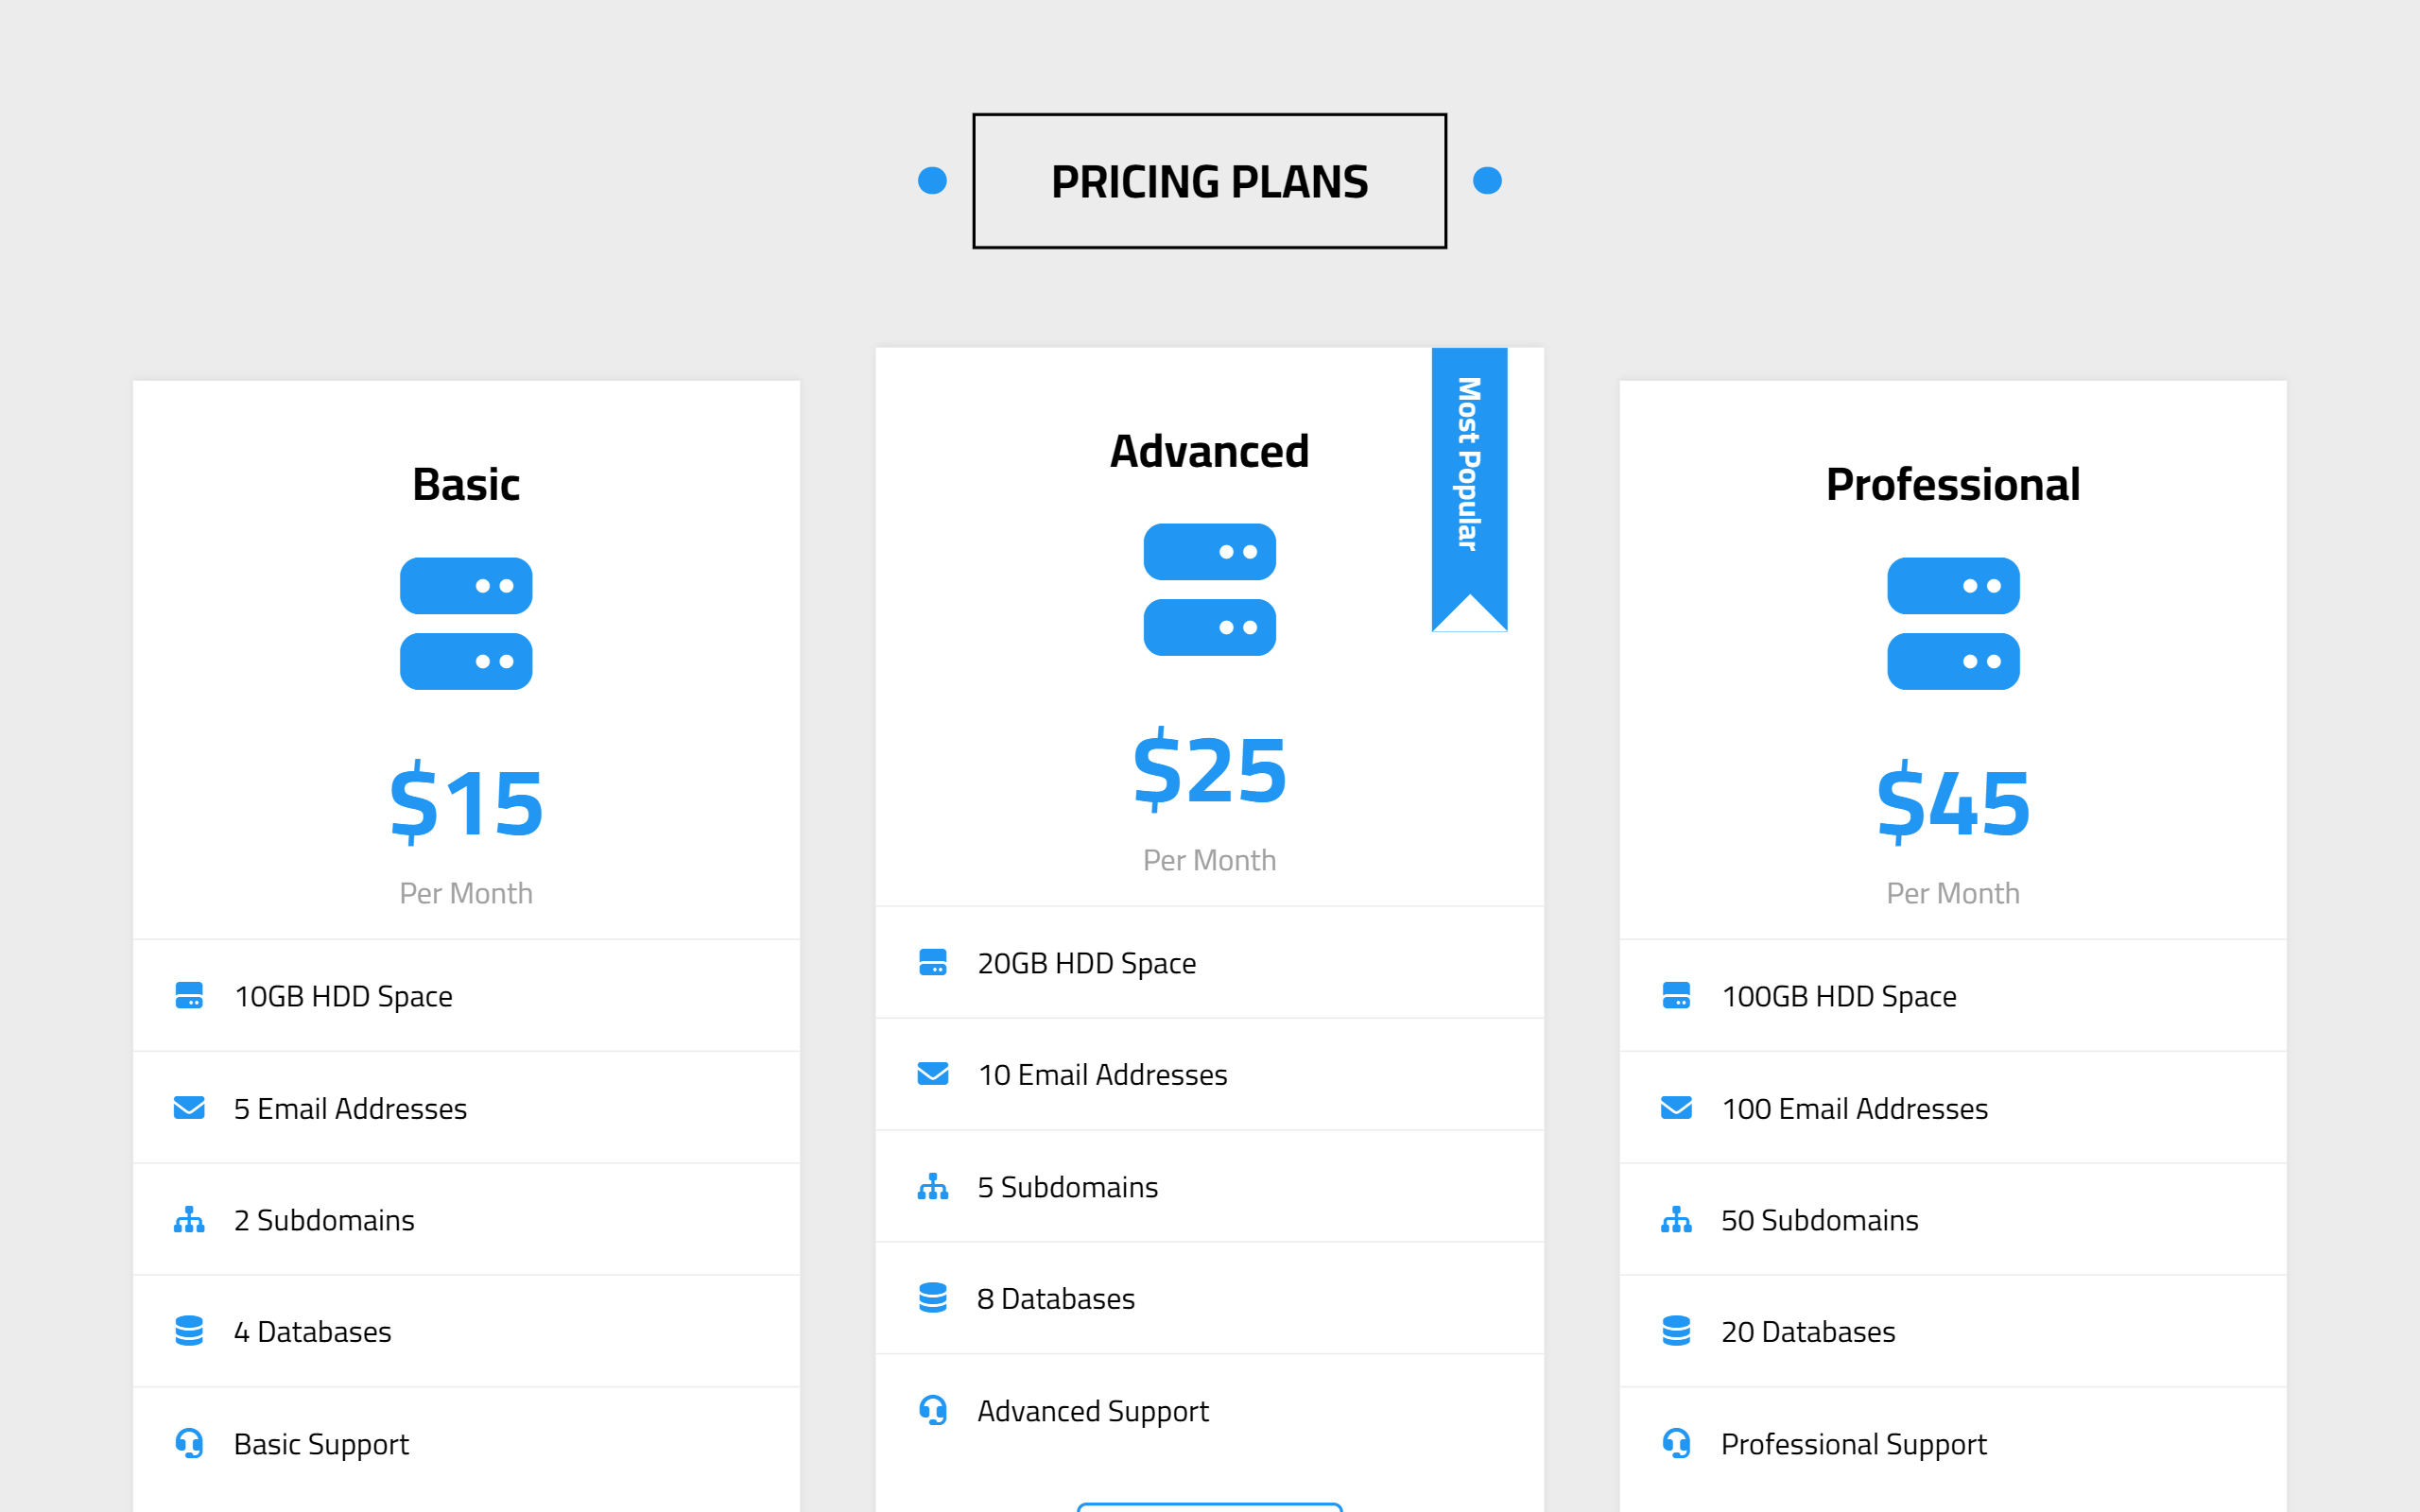 PRICING PLANS
Basic
$15
Per Month
10GB HDD Space
5 Email Addresses
2 Subdomains
4 Databases
Basic Support
Most Popular
Advanced
$25
Per Month
20GB HDD Space
10 Email Addresses
5 Subdomains
8 Databases
Advanced Support
Professional
$45
Per Month
100GB HDD Space
100 Email Addresses
50 Subdomains
20 Databases
Professional Support